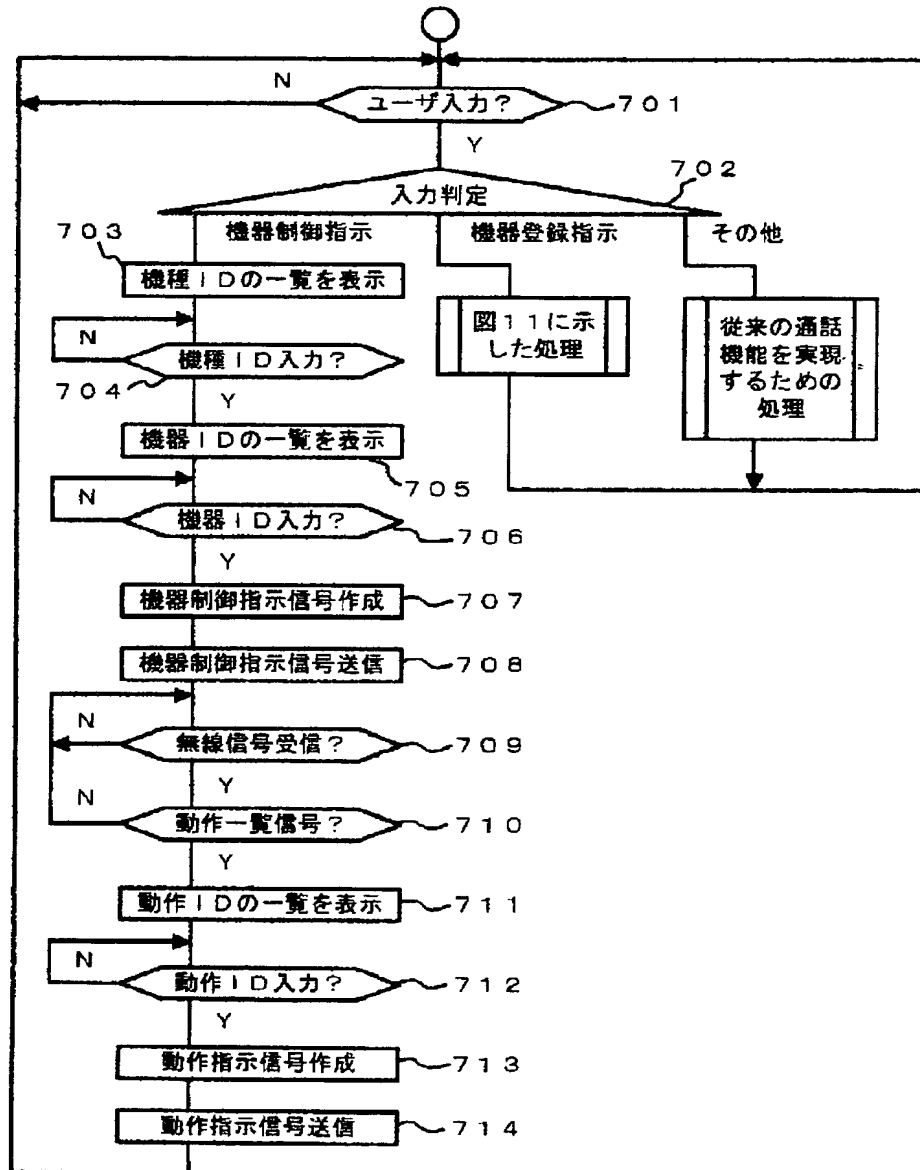 N
ユーザ入力？
701
Y
702
入力判定
703
機器制御指示
機器登録指示
その他
機種IDの一覧を表示
図11に示
した処理
従来の通話
機能を実現
するための
処理
N
機種ID入力？
704
Y
機器IDの一覧を表示
705
N
機器ID入力？
706
Y
機器制御指示信号作成
707
機器制御指示信号送信
708
N
無線信号受信？
709
Y
N
動作一覧信号？
710
Y
動作IDの一覧を表示
711
N
動作ID入力？
712
Y
動作指示信号作成
713
動作指示信号送信
714